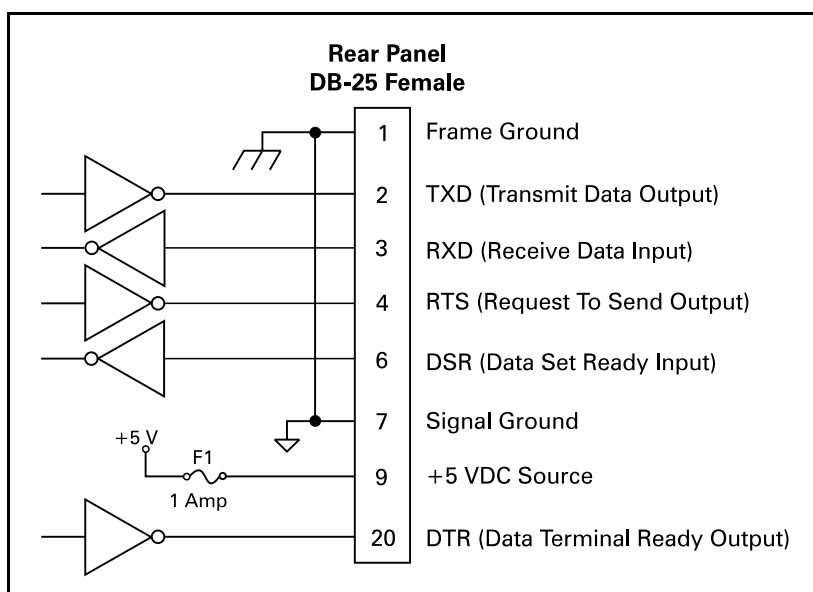 Rear Panel
DB-25 Female
1 Frame Ground
2 TXD (Transmit Data Output)
3 RXD (Receive Data Input)
4 RTS (Request To Send Output)
6 DSR (Data Set Ready Input)
7 Signal Ground
+5 V
F1
1 Amp
9 +5 VDC Source
20 DTR (Data Terminal Ready Output)